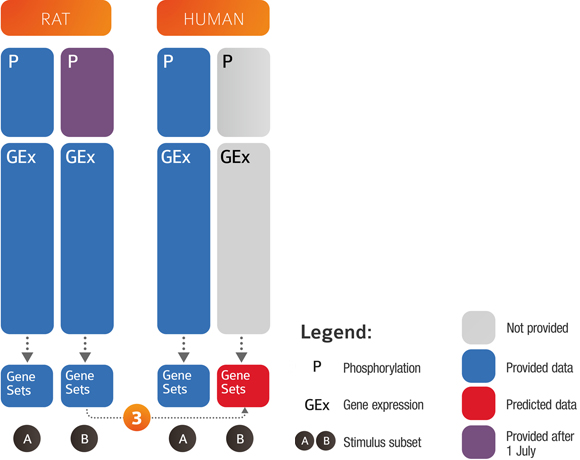 RAT HUMAN
P P P P
GEx GEx GEx GEx
Gene Sets
Gene Sets
Gene Sets
Gene Sets
3
A B A B
Legend:
P Phosphorylation
GEx Gene expression
A B Stimulus subset
Not provided
Provided data
Predicted data
Provided after
1 July